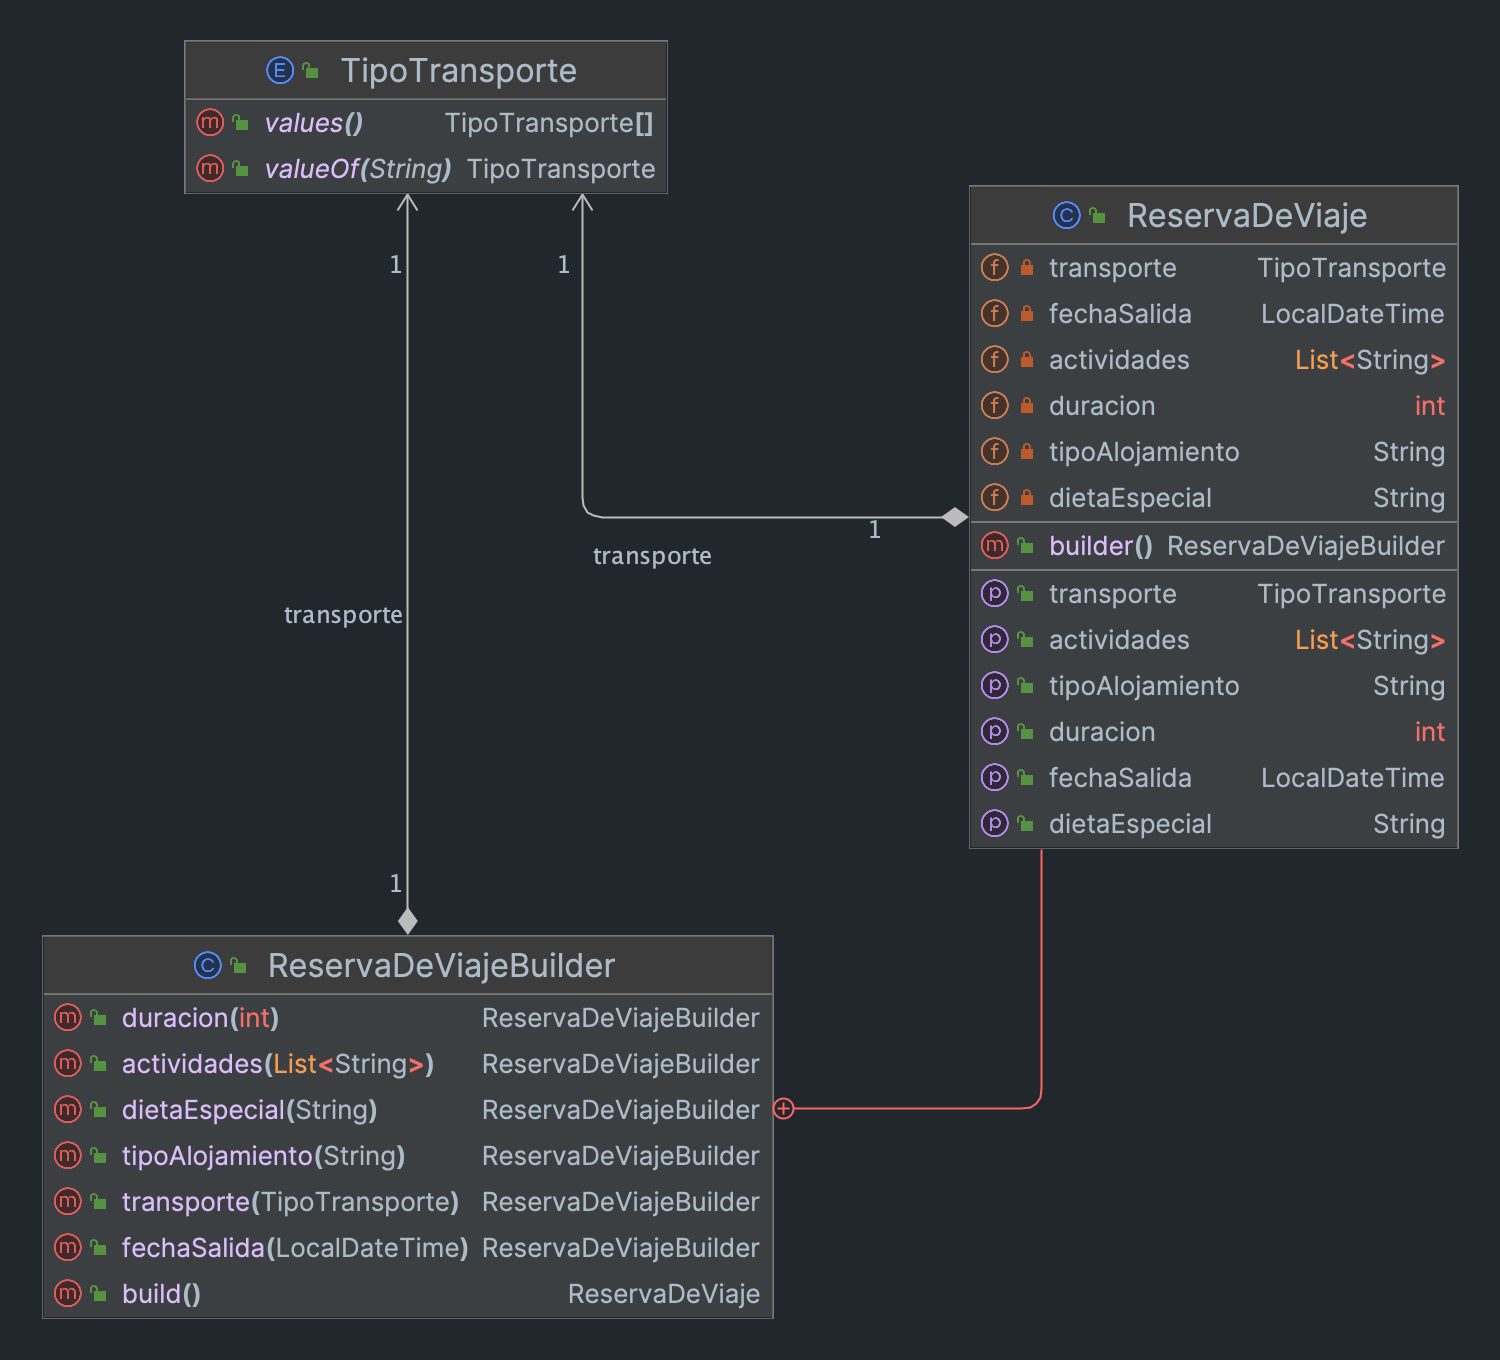 TipoTransporte
values() TipoTransporte[]
valueOf(String) TipoTransporte
1
1
ReservaDeViaje
transporte TipoTransporte
fechaSalida LocalDateTime
actividades List<String>
duracion int
tipoAlojamiento String
dietaEspecial String
builder() ReservaDeViajeBuilder
transporte TipoTransporte
actividades List<String>
tipoAlojamiento String
duracion int
fechaSalida LocalDateTime
dietaEspecial String
1
transporte
transporte
1
ReservaDeViajeBuilder
duracion(int) ReservaDeViajeBuilder
actividades(List<String>) ReservaDeViajeBuilder
dietaEspecial(String) ReservaDeViajeBuilder
tipoAlojamiento(String) ReservaDeViajeBuilder
transporte(TipoTransporte) ReservaDeViajeBuilder
fechaSalida(LocalDateTime) ReservaDeViajeBuilder
build() ReservaDeViaje